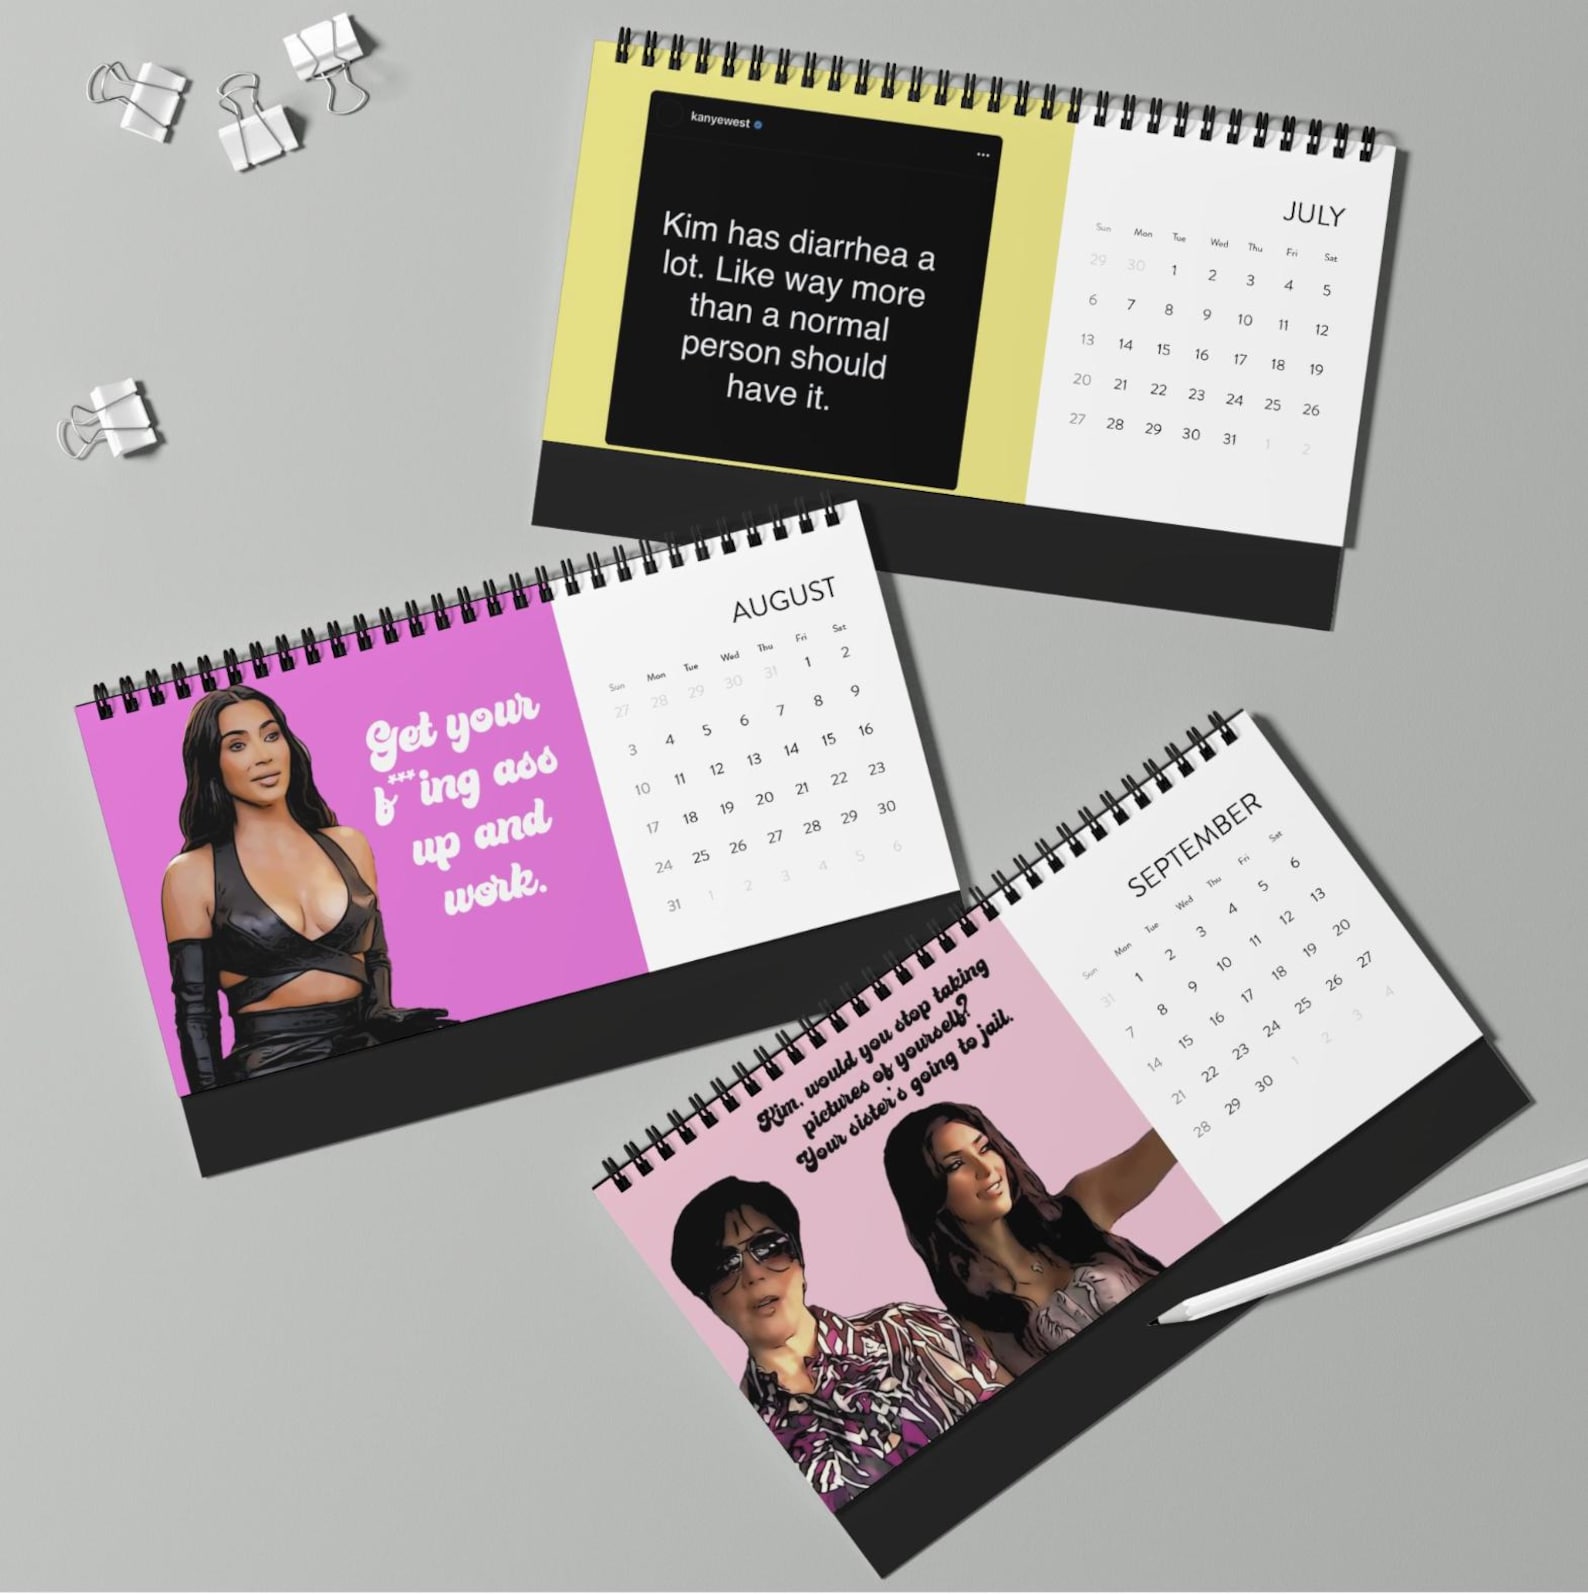 kanyewest
Kim has diarrhea a
lot. Like way more
than a normal
person should
have it.
JULY
Sun Mon Tue Wed Thu Fri Sat
29 30 1 2 3 4 5
6 7 8 9 10 11 12
13 14 15 16 17 18 19
20 21 22 23 24 25 26
27 28 29 30 31 1 2
Get your
f***ing ass
up and
work.
AUGUST
Sun Mon Tue Wed Thu Fri Sat
27 28 29 30 31 1 2
3 4 5 6 7 8 9
10 11 12 13 14 15 16
17 18 19 20 21 22 23
24 25 26 27 28 29 30
31 1 2 3 4 5 6
Kim, would you stop taking
pictures of yourself?
Your sister's going to jail.
SEPTEMBER
Sun Mon Tue Wed Thu Fri Sat
31 1 2 3 4 5 6
7 8 9 10 11 12 13
14 15 16 17 18 19 20
21 22 23 24 25 26 27
28 29 30 1 2 3 4